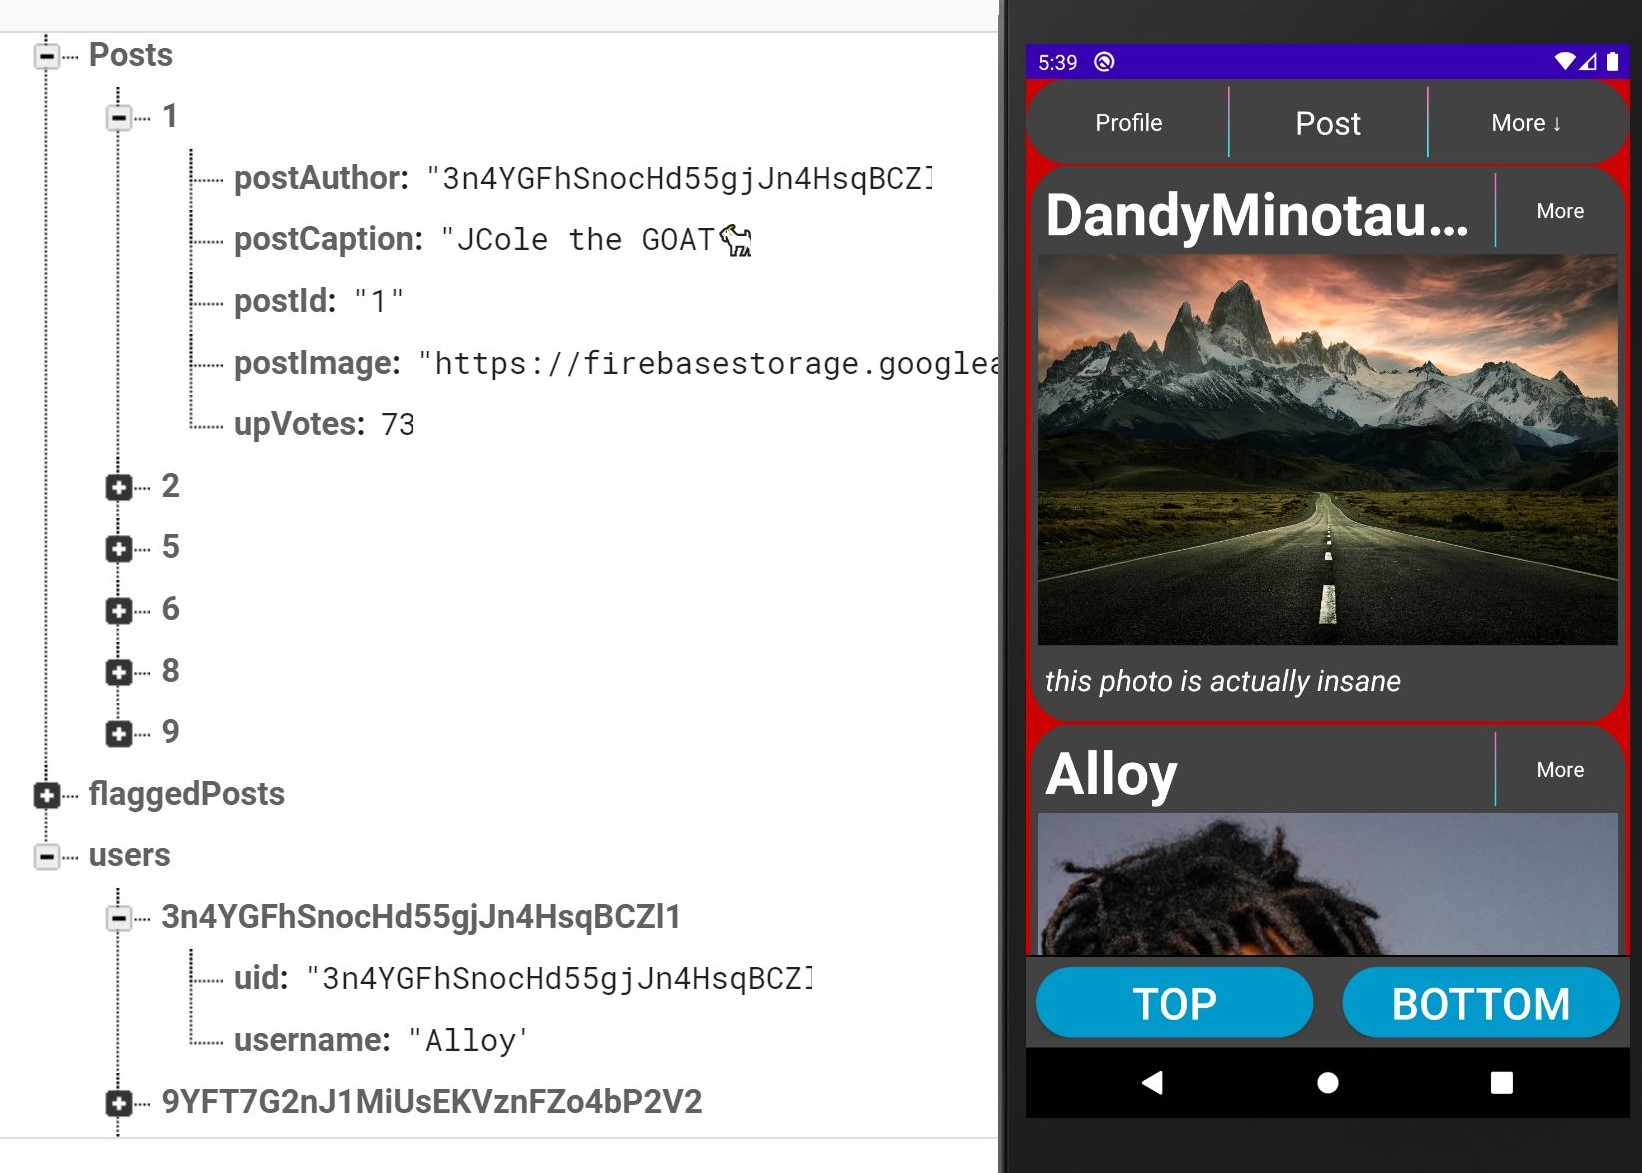 Posts
1
postAuthor: "3n4YGFhSnocHd55gjJn4HsqBCZl
postCaption: "JCole the GOAT🐐
postId: "1"
postImage: "https://firebasestorage.googlea
upVotes: 73
2
5
6
8
9
flaggedPosts
users
3n4YGFhSnocHd55gjJn4HsqBCZl1
uid: "3n4YGFhSnocHd55gjJn4HsqBCZl
username: "Alloy'
9YFT7G2nJ1MiUsEKVznFZo4bP2V2
5:39
Profile
Post
More ↓
DandyMinotau...
More
this photo is actually insane
Alloy
More
TOP
BOTTOM